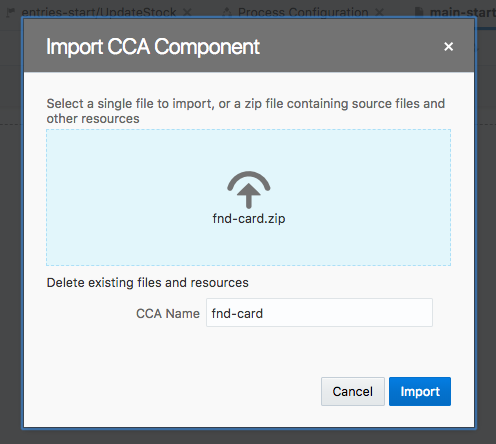 entries-start/UpdateStock
Process Configuration
main-start
Import CCA Component
Select a single file to import, or a zip file containing source files and
other resources
fnd-card.zip
Delete existing files and resources
CCA Name fnd-card
Cancel Import